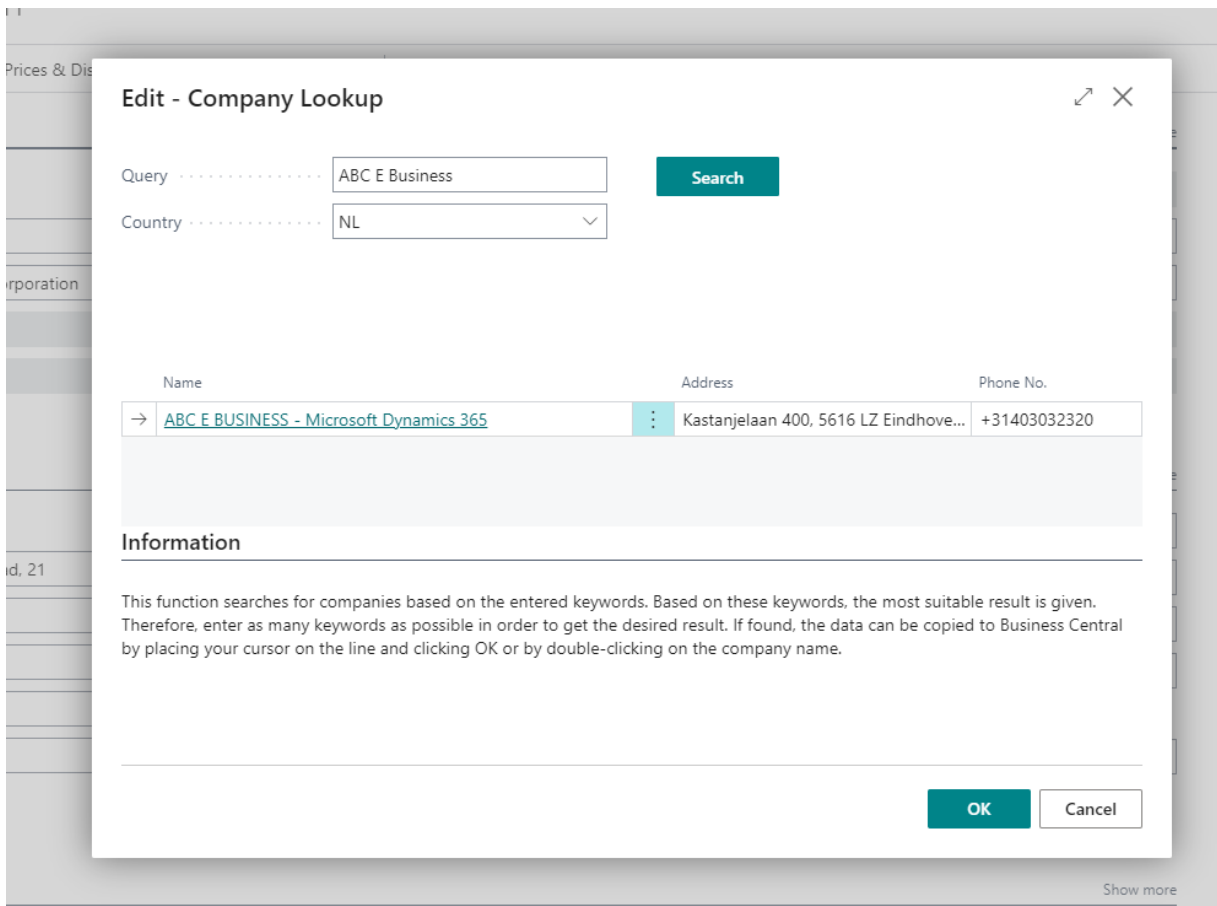 Prices & Dis
Edit - Company Lookup
Query ABC E Business Search
Country NL
rporation
Name Address Phone No.
ABC E BUSINESS - Microsoft Dynamics 365 Kastanjelaan 400, 5616 LZ Eindhove... +31403032320
Information
21
This function searches for companies based on the entered keywords. Based on these keywords, the most suitable result is given.
Therefore, enter as many keywords as possible in order to get the desired result. If found, the data can be copied to Business Central
by placing your cursor on the line and clicking OK or by double-clicking on the company name.
OK Cancel
Show more